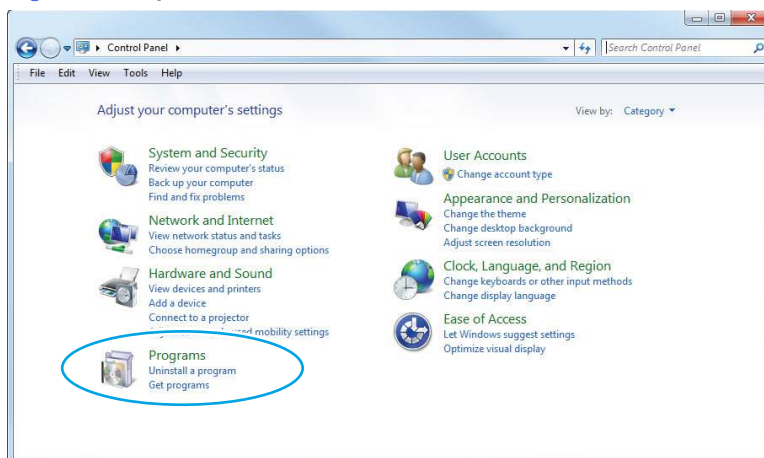 Control Panel
Search Control Panel
File Edit View Tools Help
Adjust your computer's settings
View by: Category
System and Security
Review your computer's status
Back up your computer
Find and fix problems
Network and Internet
View network status and tasks
Choose homegroup and sharing options
Hardware and Sound
View devices and printers
Add a device
Connect to a projector
mobility settings
Programs
Uninstall a program
Get programs
User Accounts
Change account type
Appearance and Personalization
Change the theme
Change desktop background
Adjust screen resolution
Clock, Language, and Region
Change keyboards or other input methods
Change display language
Ease of Access
Let Windows suggest settings
Optimize visual display